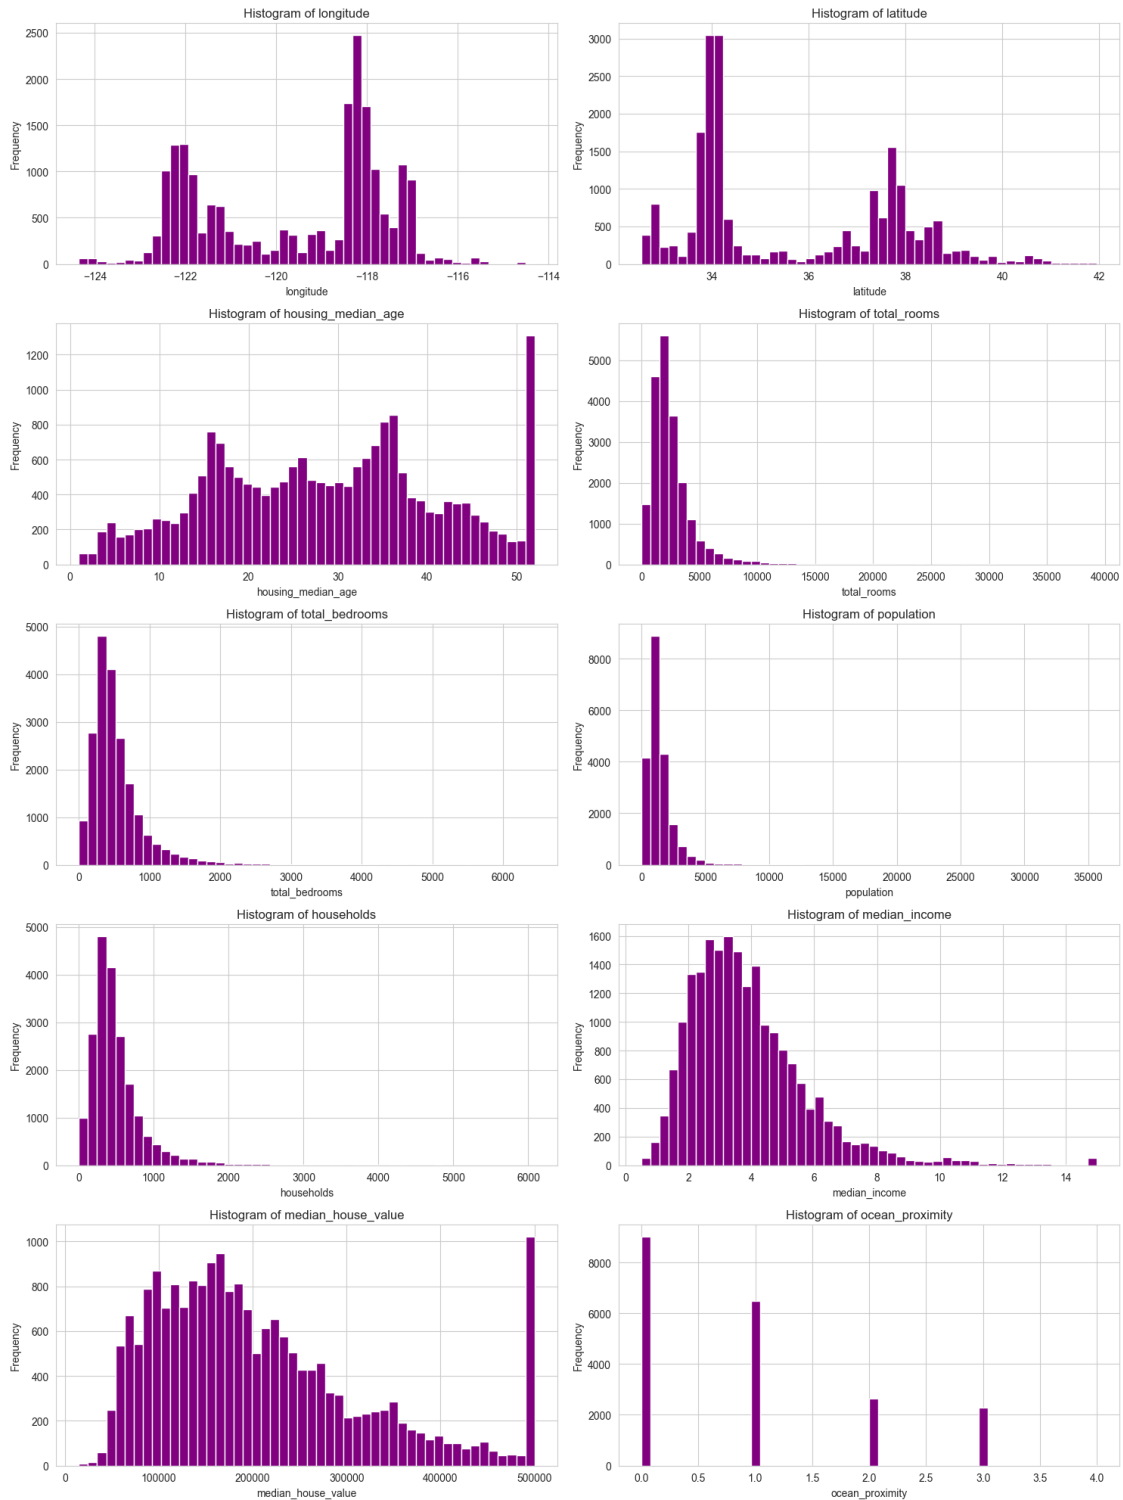 Histogram of longitude
2500
2000
1500
1000
500
0
Frequency
−124 −122 −120 −118 −116 −114
longitude
Histogram of latitude
3000
2500
2000
1500
1000
500
0
Frequency
34 36 38 40 42
latitude
Histogram of housing_median_age
1200
1000
800
600
400
200
0
Frequency
0 10 20 30 40 50
housing_median_age
Histogram of total_rooms
5000
4000
3000
2000
1000
0
Frequency
0 5000 10000 15000 20000 25000 30000 35000 40000
total_rooms
Histogram of total_bedrooms
5000
4000
3000
2000
1000
0
Frequency
0 1000 2000 3000 4000 5000 6000
total_bedrooms
Histogram of population
8000
6000
4000
2000
0
Frequency
0 5000 10000 15000 20000 25000 30000 35000
population
Histogram of households
5000
4000
3000
2000
1000
0
Frequency
0 1000 2000 3000 4000 5000 6000
households
Histogram of median_income
1600
1400
1200
1000
800
600
400
200
0
Frequency
0 2 4 6 8 10 12 14
median_income
Histogram of median_house_value
1000
800
600
400
200
0
Frequency
0 100000 200000 300000 400000 500000
median_house_value
Histogram of ocean_proximity
8000
6000
4000
2000
0
Frequency
0.0 0.5 1.0 1.5 2.0 2.5 3.0 3.5 4.0
ocean_proximity